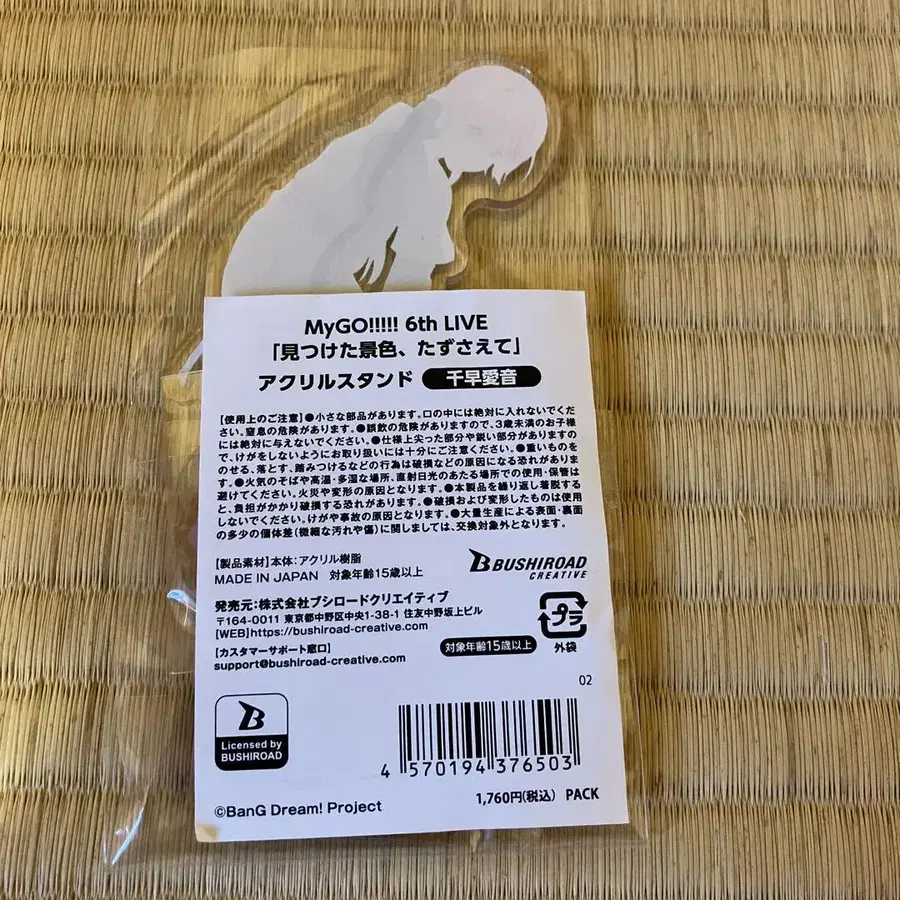 MyGO!!!!! 6th LIVE
「見つけた景色、たずさえて」
アクリルスタンド 千早愛音
【使用上のご注意】●小さな部品があります。口の中には絶対に入れないでくだ
さい。窒息の危険があります。●誤飲の危険がありますので、3歳未満のお子様
には絶対に与えないでください。●仕様上尖った部分や鋭い部分がありますの
で、けがをしないようにお取り扱いには十分にご注意ください。●重いものを
のせる、落とす、踏みつけるなどの行為は破損などの原因になる恐れがありま
す。●火気のそばや高温・多湿な場所、直射日光のあたる場所での使用・保管は
避けてください。火災や変形の原因となります。●本製品を繰り返し着脱する
と、負担がかかり破損する恐れがあります。●破損および変形したものは使用
しないでください。けがや事故の原因となります。●大量生産による表面・裏面
の多少の個体差(微細な汚れや傷)に関しましては、交換対象外となります。
【製品素材】本体：アクリル樹脂
MADE IN JAPAN 対象年齢15歳以上
BUSHIROAD
CREATIVE
発売元：株式会社ブシロードクリエイティブ
〒164-0011 東京都中野区中央1-38-1 住友中野坂上ビル
[WEB]https://bushiroad-creative.com
【カスタマーサポート窓口】
support@bushiroad-creative.com
プラ
外袋
対象年齢15歳以上
02
B
Licensed by
BUSHIROAD
4 570194 376503
©BanG Dream! Project
1,760円(税込) PACK